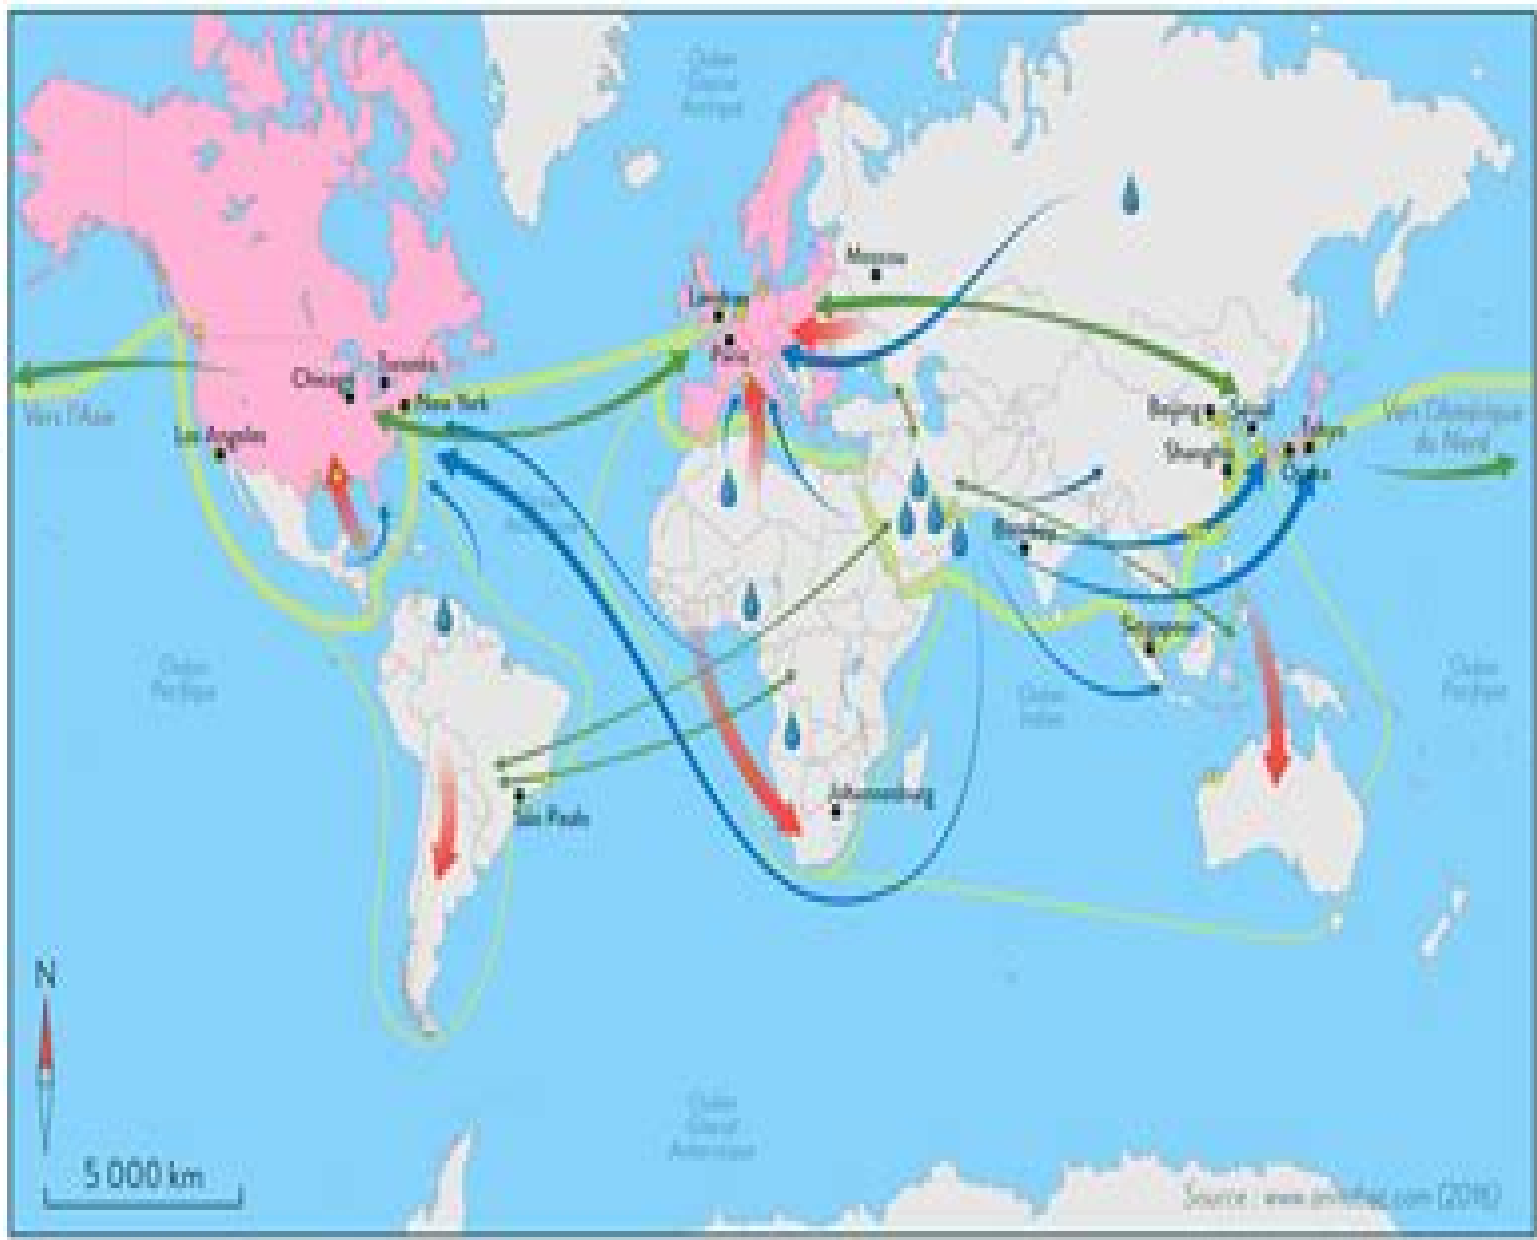 Océan
Glacial
Arctique
Moscou
Londres
Paris
Toronto
Chicago
New York
Los Angeles
Vers l'Asie
Beijing
Séoul
Tokyo
Shanghai
Osaka
Vers l'Amérique
du Nord
Bombay
Singapour
Océan
Pacifique
Océan
Indien
Océan
Pacifique
São Paulo
Johannesburg
N
Océan
Glacial
Antarctique
5 000 km